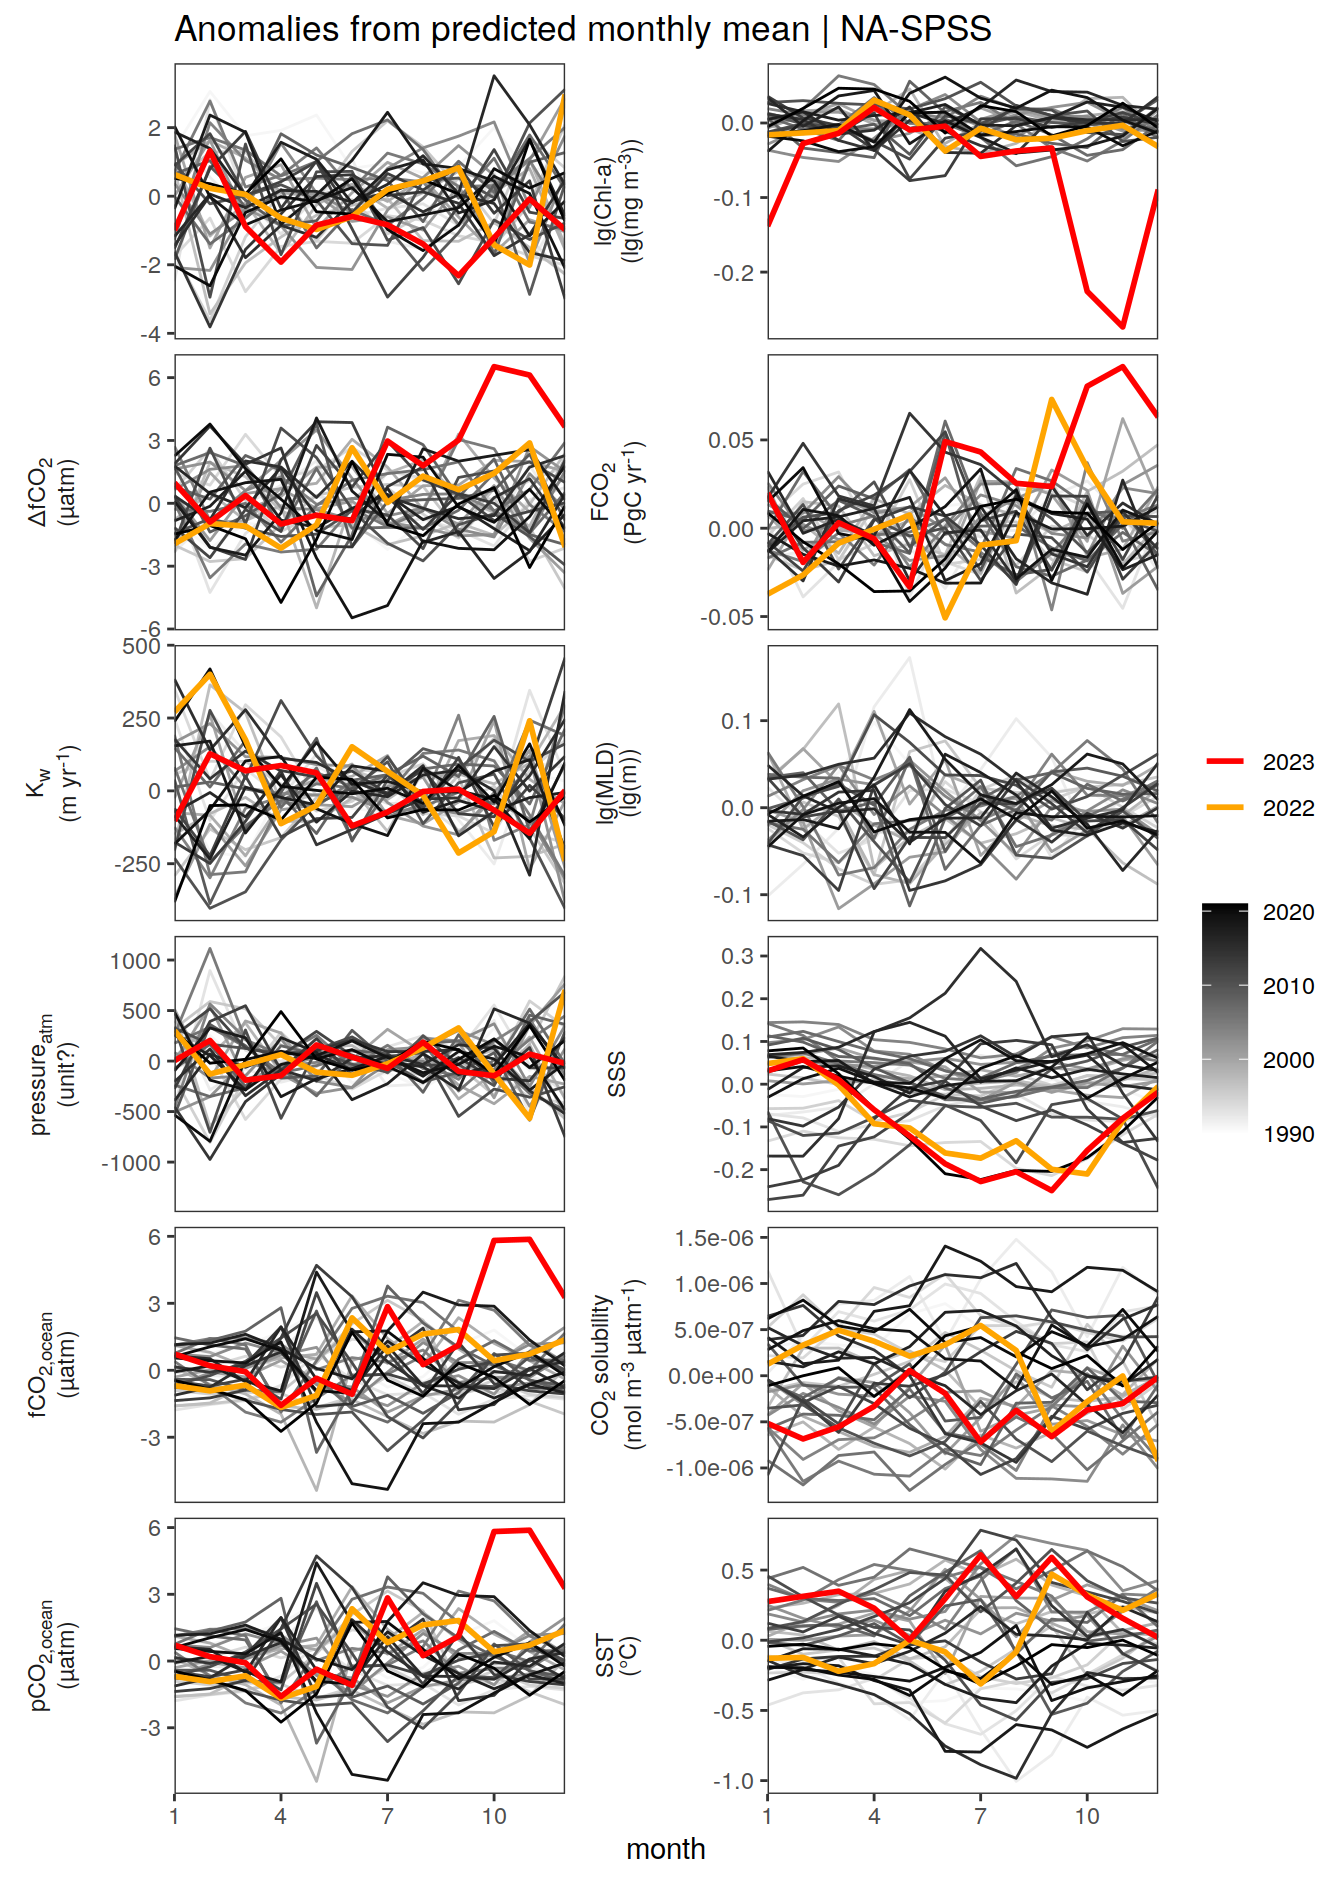 Anomalies from predicted monthly mean | NA-SPSS
2
0
-2
-4
lg(Chl-a)
(lg(mg m⁻³))
0.0
-0.1
-0.2
ΔfCO₂
(µatm)
6
3
0
-3
-6
FCO₂
(PgC yr⁻¹)
0.05
0.00
-0.05
Kw
(m yr⁻¹)
500
250
0
-250
lg(MLD)
(lg(m))
0.1
0.0
-0.1
pressureatm
(unit?)
1000
500
0
-500
-1000
SSS
0.3
0.2
0.1
0.0
-0.1
-0.2
fCO₂,ocean
(µatm)
6
3
0
-3
CO₂ solubility
(mol m⁻³ µatm⁻¹)
1.5e-06
1.0e-06
5.0e-07
0.0e+00
-5.0e-07
-1.0e-06
pCO₂,ocean
(µatm)
6
3
0
-3
SST
(°C)
0.5
0.0
-0.5
-1.0
1 4 7 10
1 4 7 10
month
2023
2022
2020
2010
2000
1990